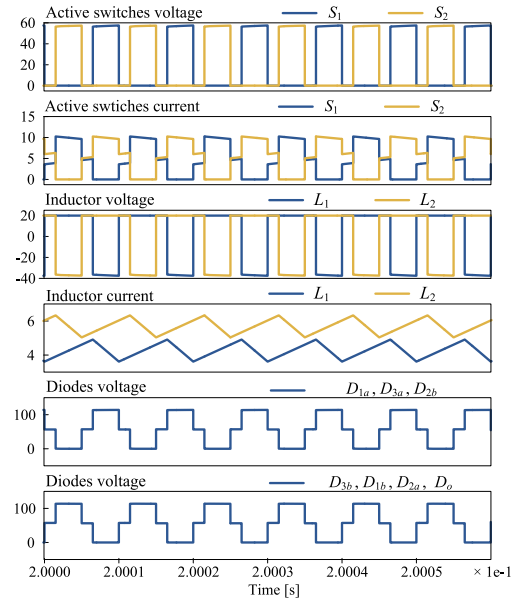 Active switches voltage S1 S2
60
40
20
0
Active swtiches current S1 S2
15
10
5
0
Inductor voltage L1 L2
20
0
-20
-40
Inductor current L1 L2
6
4
Diodes voltage D1a, D3a, D2b
100
0
Diodes voltage D3b, D1b, D2a, Do
100
0
2.0000 2.0001 2.0002 2.0003 2.0004 2.0005 × 1e-1
Time [s]